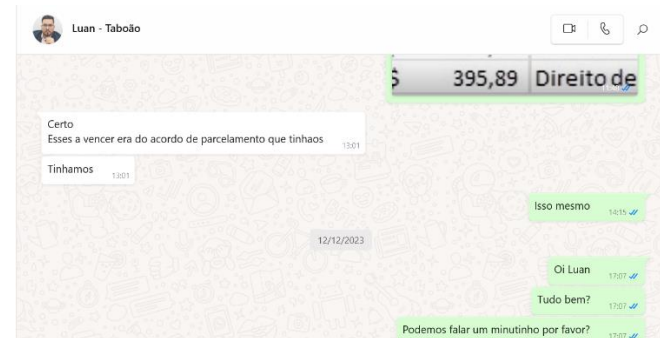 Luan - Taboão
$ 395,89 Direito de
Certo
Esses a vencer era do acordo de parcelamento que tinhaos 13:01
Tinhamos 13:01
Isso mesmo 14:15
12/12/2023
Oi Luan 17:07
Tudo bem? 17:07
Podemos falar um minutinho por favor? 17:07